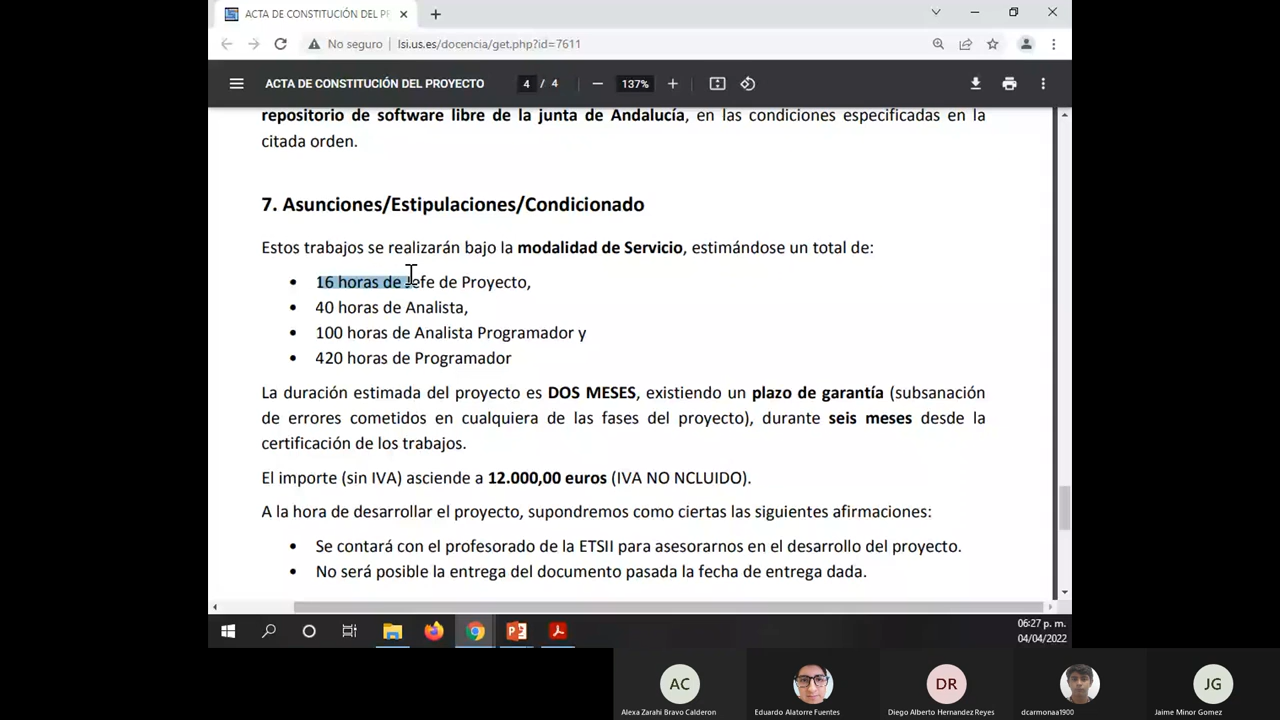 ACTA DE CONSTITUCIÓN DEL PF
No seguro
lsi.us.es/docencia/get.php?id=7611
ACTA DE CONSTITUCIÓN DEL PROYECTO
4 / 4
137%
repositorio de software libre de la junta de Andalucía, en las condiciones especificadas en la
citada orden.
7. Asunciones/Estipulaciones/Condicionado
Estos trabajos se realizarán bajo la modalidad de Servicio, estimándose un total de:
• 16 horas de Jefe de Proyecto,
• 40 horas de Analista,
• 100 horas de Analista Programador y
• 420 horas de Programador
La duración estimada del proyecto es DOS MESES, existiendo un plazo de garantía (subsanación
de errores cometidos en cualquiera de las fases del proyecto), durante seis meses desde la
certificación de los trabajos.
El importe (sin IVA) asciende a 12.000,00 euros (IVA NO NCLUIDO).
A la hora de desarrollar el proyecto, supondremos como ciertas las siguientes afirmaciones:
• Se contará con el profesorado de la ETSII para asesorarnos en el desarrollo del proyecto.
• No será posible la entrega del documento pasada la fecha de entrega dada.
06:27 p. m.
04/04/2022
AC
DR
JG
Alexa Zarahi Bravo Calderon
Eduardo Alatorre Fuentes
Diego Alberto Hernandez Reyes
dcarmonaa1900
Jaime Minor Gomez